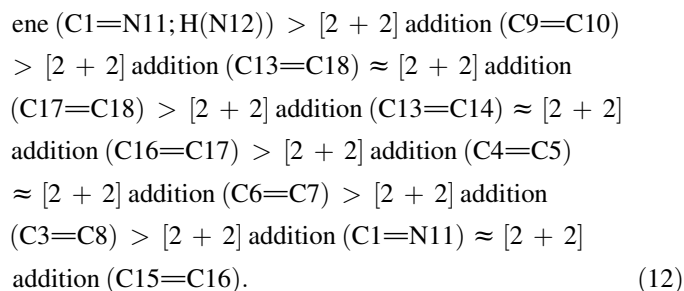 ene (C1═N11; H(N12)) > [2 + 2] addition (C9═C10)
> [2 + 2] addition (C13═C18) ≈ [2 + 2] addition
(C17═C18) > [2 + 2] addition (C13═C14) ≈ [2 + 2]
addition (C16═C17) > [2 + 2] addition (C4═C5)
≈ [2 + 2] addition (C6═C7) > [2 + 2] addition
(C3═C8) > [2 + 2] addition (C1═N11) ≈ [2 + 2]
addition (C15═C16). (12)